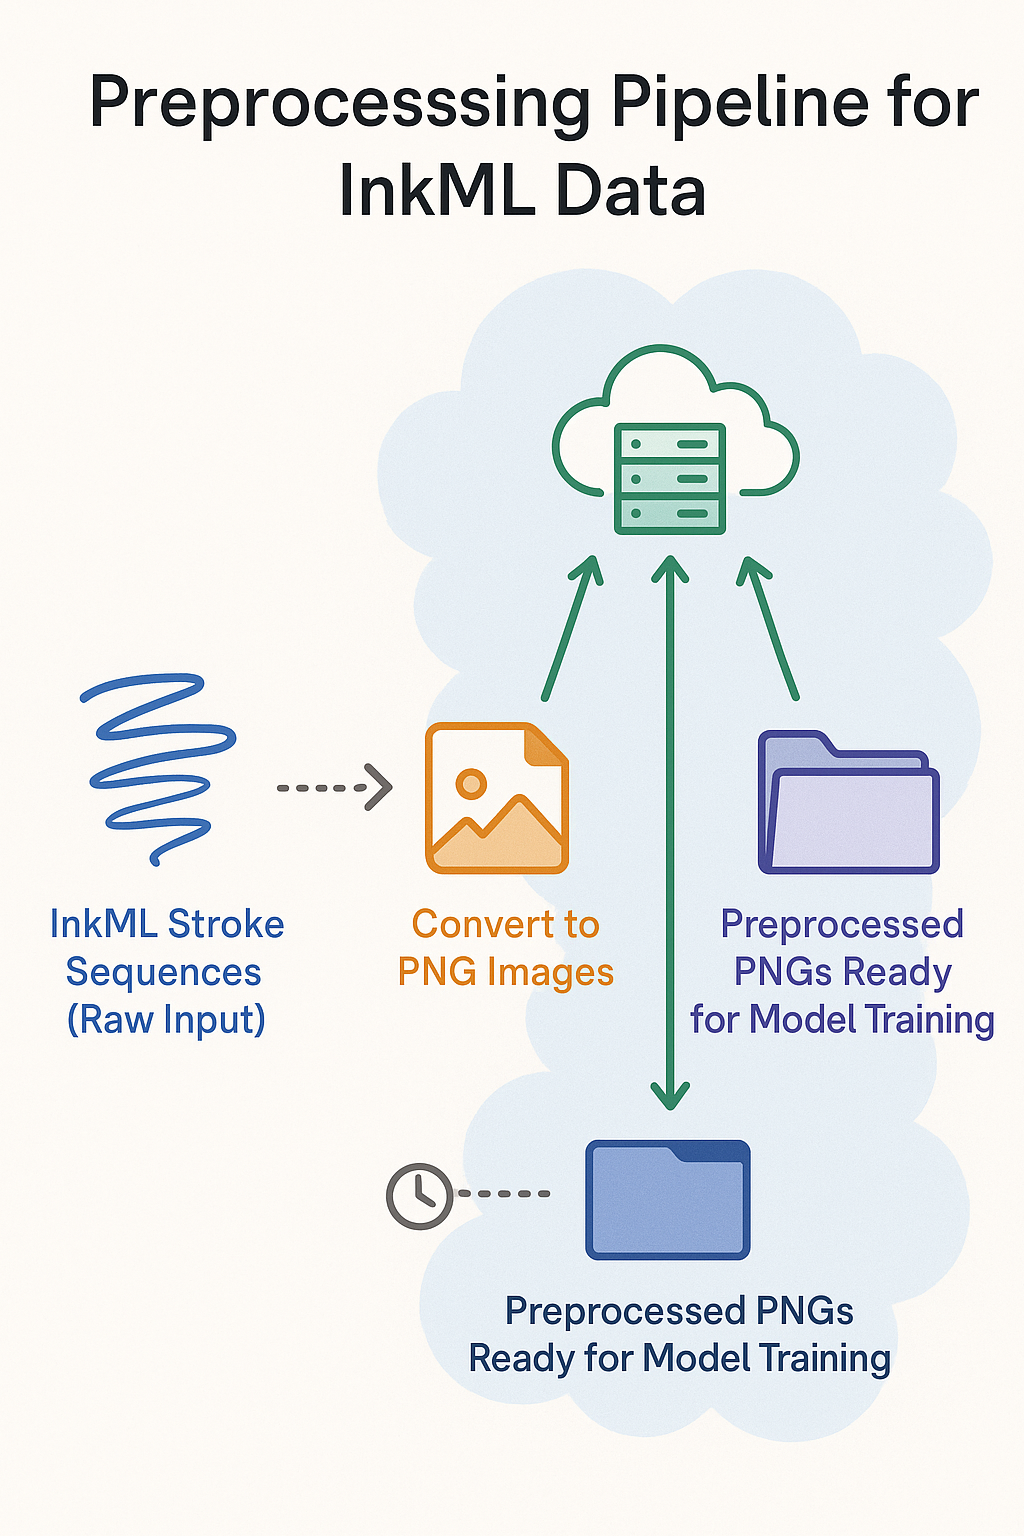 Preprocesssing Pipeline for
InkML Data
InkML Stroke
Sequences
(Raw Input)
Convert to
PNG Images
Preprocessed
PNGs Ready
for Model Training
Preprocessed PNGs
Ready for Model Training